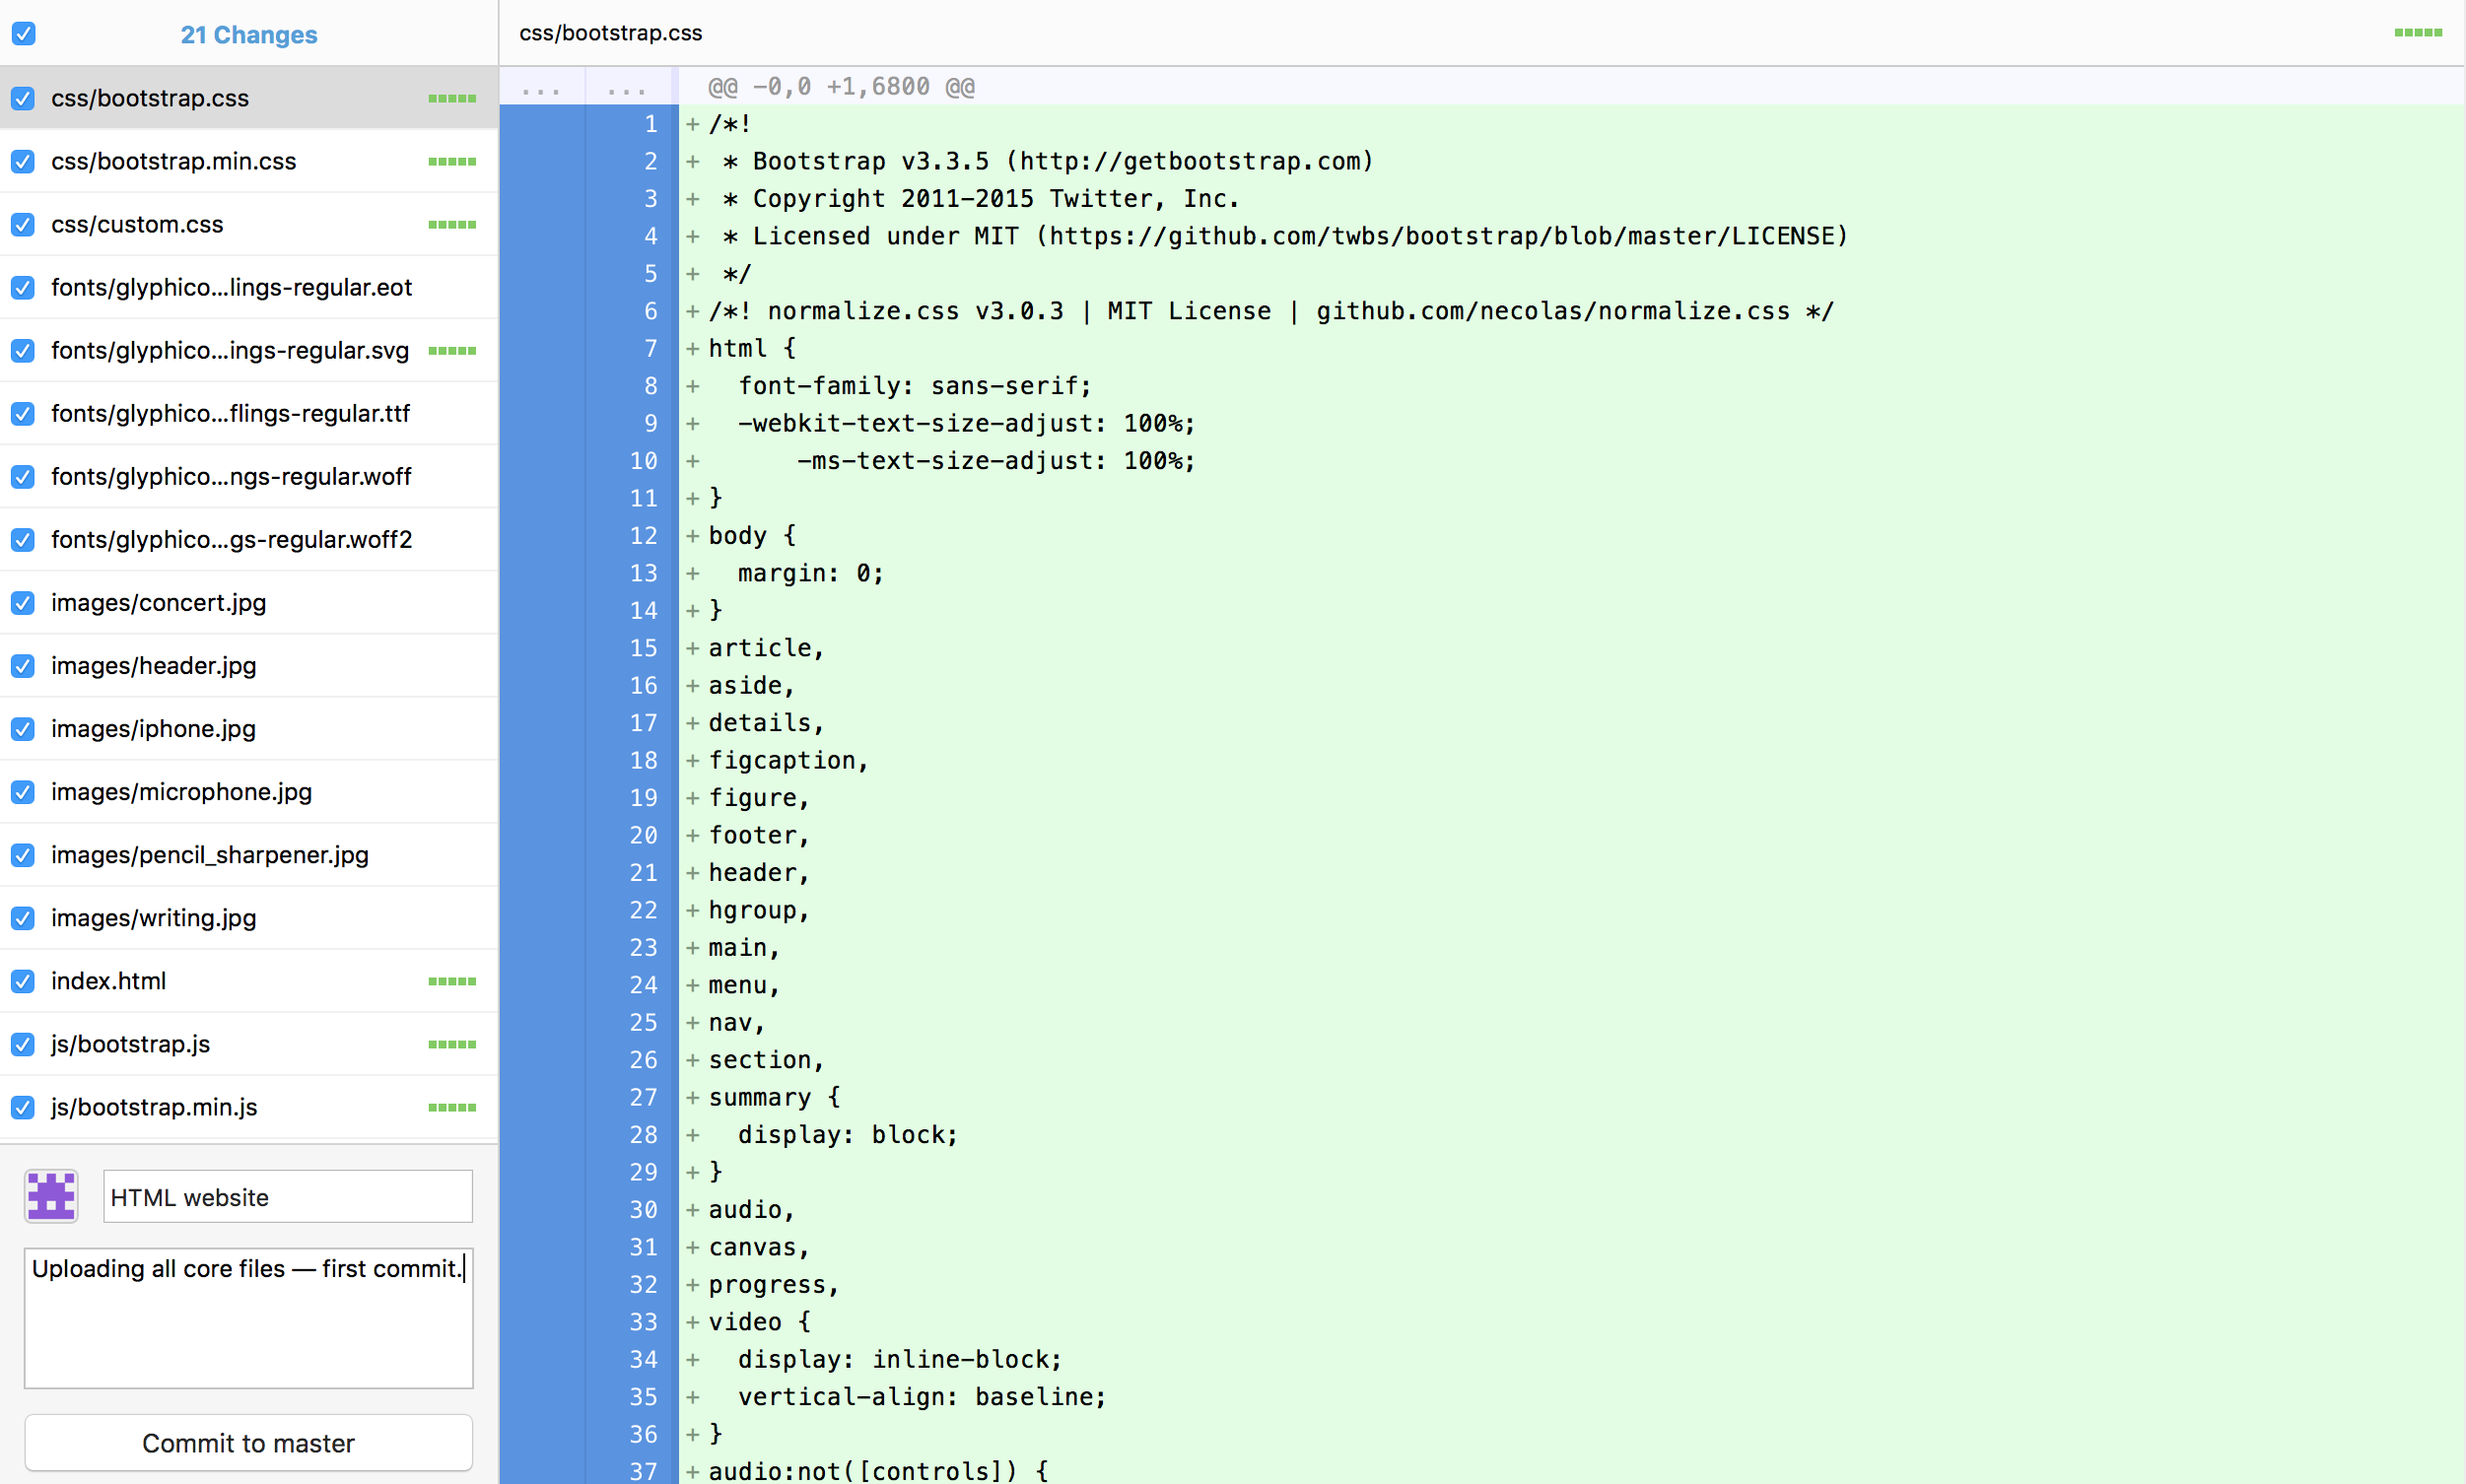 21 Changes
css/bootstrap.css
css/bootstrap.min.css
css/custom.css
fonts/glyphico...lings-regular.eot
fonts/glyphico...ings-regular.svg
fonts/glyphico...flings-regular.ttf
fonts/glyphico...ngs-regular.woff
fonts/glyphico...gs-regular.woff2
images/concert.jpg
images/header.jpg
images/iphone.jpg
images/microphone.jpg
images/pencil_sharpener.jpg
images/writing.jpg
index.html
js/bootstrap.js
js/bootstrap.min.js
HTML website
Uploading all core files — first commit.
Commit to master
css/bootstrap.css
... ... @@ -0,0 +1,6800 @@
1 + /*!
2 + * Bootstrap v3.3.5 (http://getbootstrap.com)
3 + * Copyright 2011-2015 Twitter, Inc.
4 + * Licensed under MIT (https://github.com/twbs/bootstrap/blob/master/LICENSE)
5 + */
6 + /*! normalize.css v3.0.3 | MIT License | github.com/necolas/normalize.css */
7 + html {
8 + font-family: sans-serif;
9 + -webkit-text-size-adjust: 100%;
10 + -ms-text-size-adjust: 100%;
11 + }
12 + body {
13 + margin: 0;
14 + }
15 + article,
16 + aside,
17 + details,
18 + figcaption,
19 + figure,
20 + footer,
21 + header,
22 + hgroup,
23 + main,
24 + menu,
25 + nav,
26 + section,
27 + summary {
28 + display: block;
29 + }
30 + audio,
31 + canvas,
32 + progress,
33 + video {
34 + display: inline-block;
35 + vertical-align: baseline;
36 + }
37 + audio:not([controls]) {